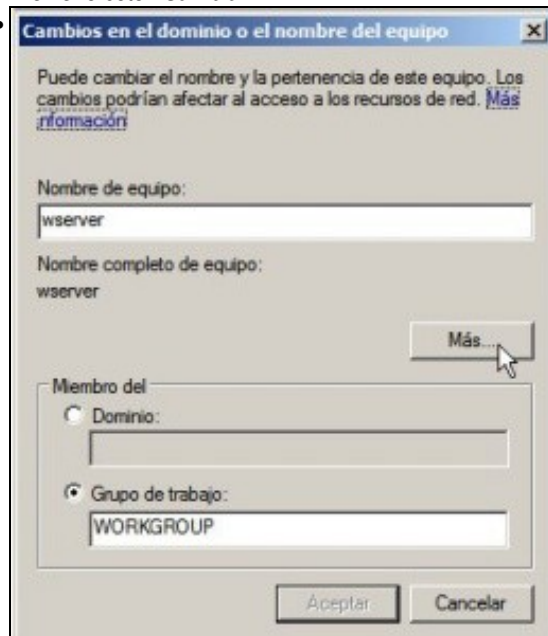 Cambios en el dominio o el nombre del equipo
Puede cambiar el nombre y la pertenencia de este equipo. Los
cambios podrían afectar al acceso a los recursos de red. Más
información
Nombre de equipo:
wserver
Nombre completo de equipo:
wserver
Más...
Miembro del
Dominio:
Grupo de trabajo:
WORKGROUP
Aceptar
Cancelar